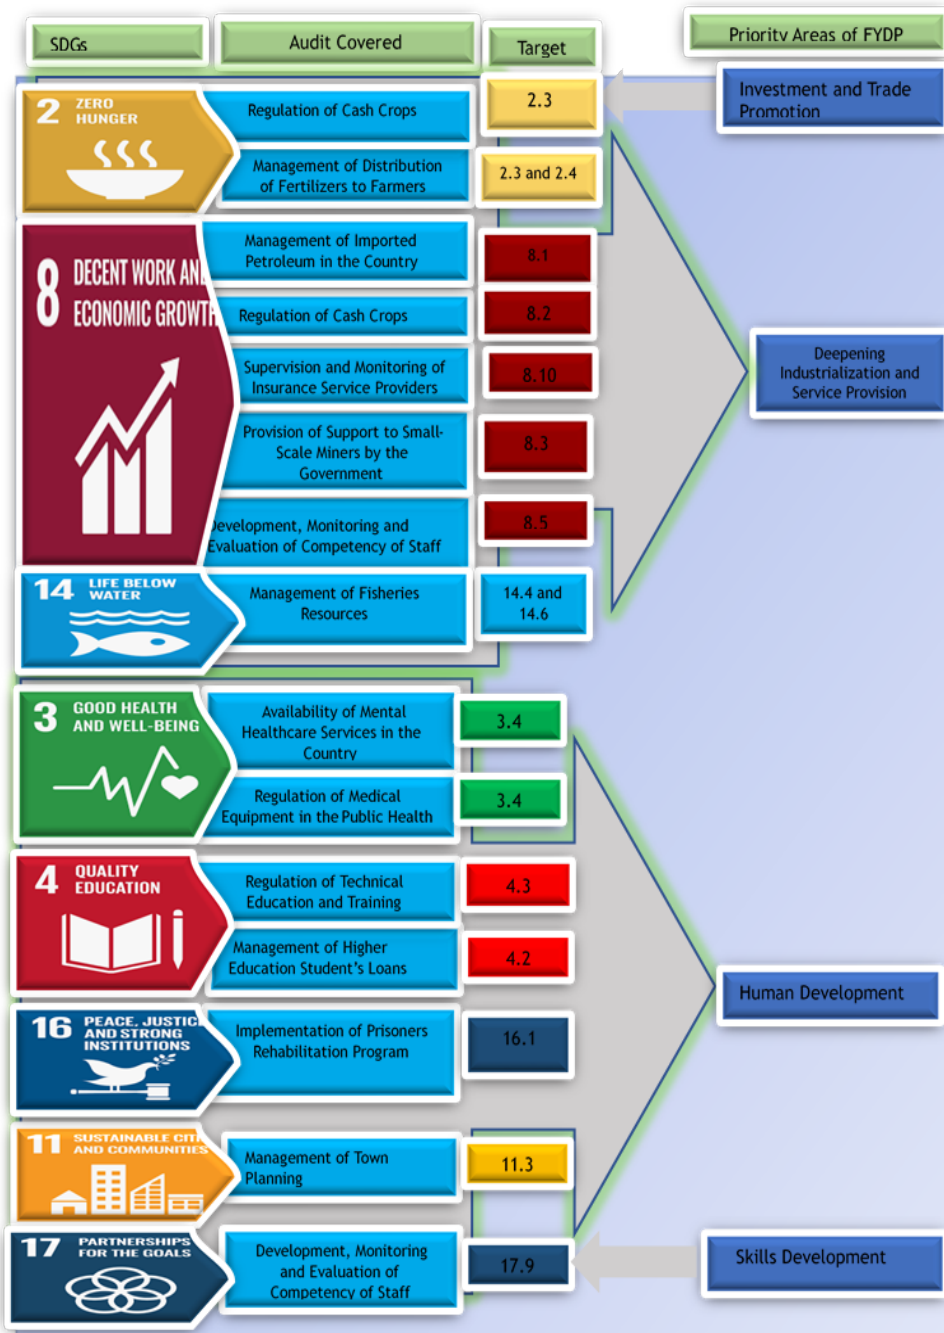 SDGs
Audit Covered
Target
Priority Areas of FYDP
2 ZERO
HUNGER
Regulation of Cash Crops
2.3
Investment and Trade
Promotion
Management of Distribution
of Fertilizers to Farmers
2.3 and 2.4
8 DECENT WORK AN
ECONOMIC GROWTH
Management of Imported
Petroleum in the Country
8.1
Regulation of Cash Crops
8.2
Supervision and Monitoring of
Insurance Service Providers
8.10
Provision of Support to Small-
Scale Miners by the
Government
8.3
Development, Monitoring and
Evaluation of Competency of Staff
8.5
Deepening
Industrialization and
Service Provision
14 LIFE BELOW
WATER
Management of Fisheries
Resources
14.4 and
14.6
3 GOOD HEALTH
AND WELL-BEING
Availability of Mental
Healthcare Services in the
Country
3.4
Regulation of Medical
Equipment in the Public Health
3.4
4 QUALITY
EDUCATION
Regulation of Technical
Education and Training
4.3
Management of Higher
Education Student's Loans
4.2
Human Development
16 PEACE, JUSTIC
AND STRONG
INSTITUTIONS
Implementation of Prisoners
Rehabilitation Program
16.1
11 SUSTAINABLE CITI
AND COMMUNITIES
Management of Town
Planning
11.3
17 PARTNERSHIPS
FOR THE GOALS
Development, Monitoring
and Evaluation of
Competency of Staff
17.9
Skills Development